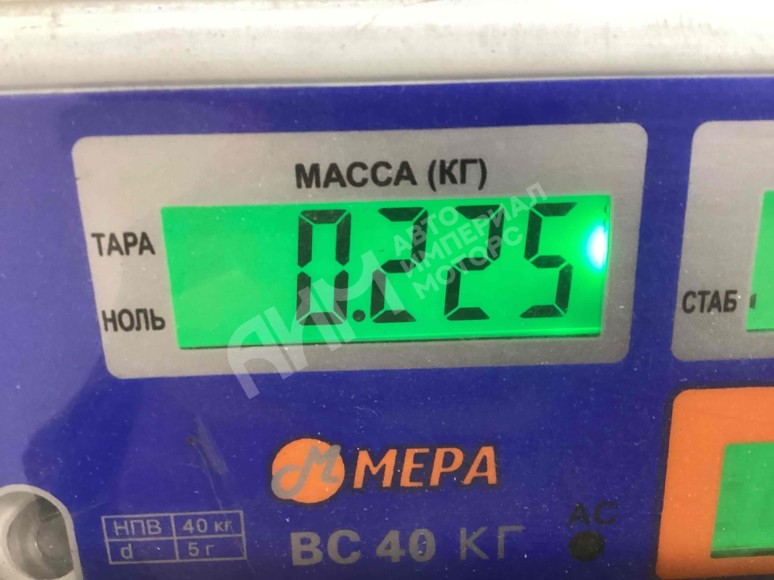 МАССА (КГ)
ТАРА
0.225
НОЛЬ
СТАБ
АИМ
АВТО
ИМПЕРИАЛ
МОТОРС
М МЕРА
НПВ 40 кг
d 5 г
ВС 40 КГ
АС